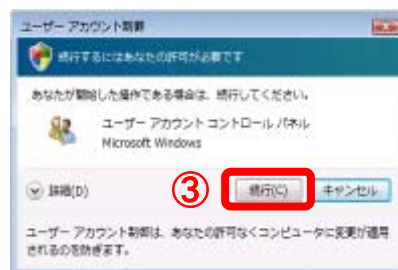 ユーザー アカウント制御
続行するにはあなたの許可が必要です
あなたが開始した操作である場合は、続行してください。
ユーザー アカウント コントロール パネル
Microsoft Windows
詳細(D)
③
続行(C)
キャンセル
ユーザー アカウント制御は、あなたの許可なくコンピュータに変更が適用
されるのを防ぎます。